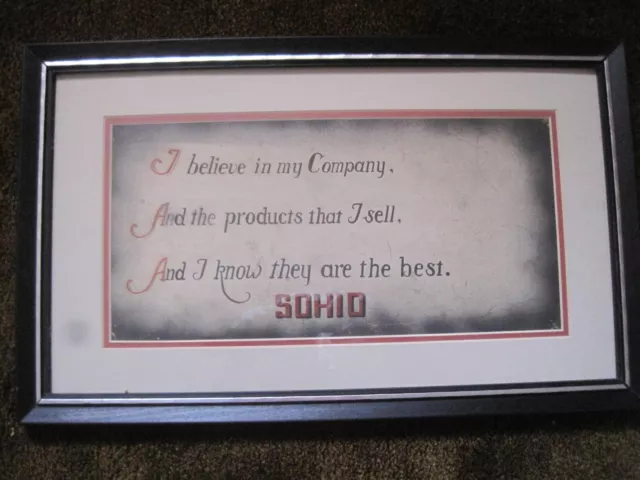 I believe in my Company,
And the products that I sell,
And I know they are the best.
SOHIO